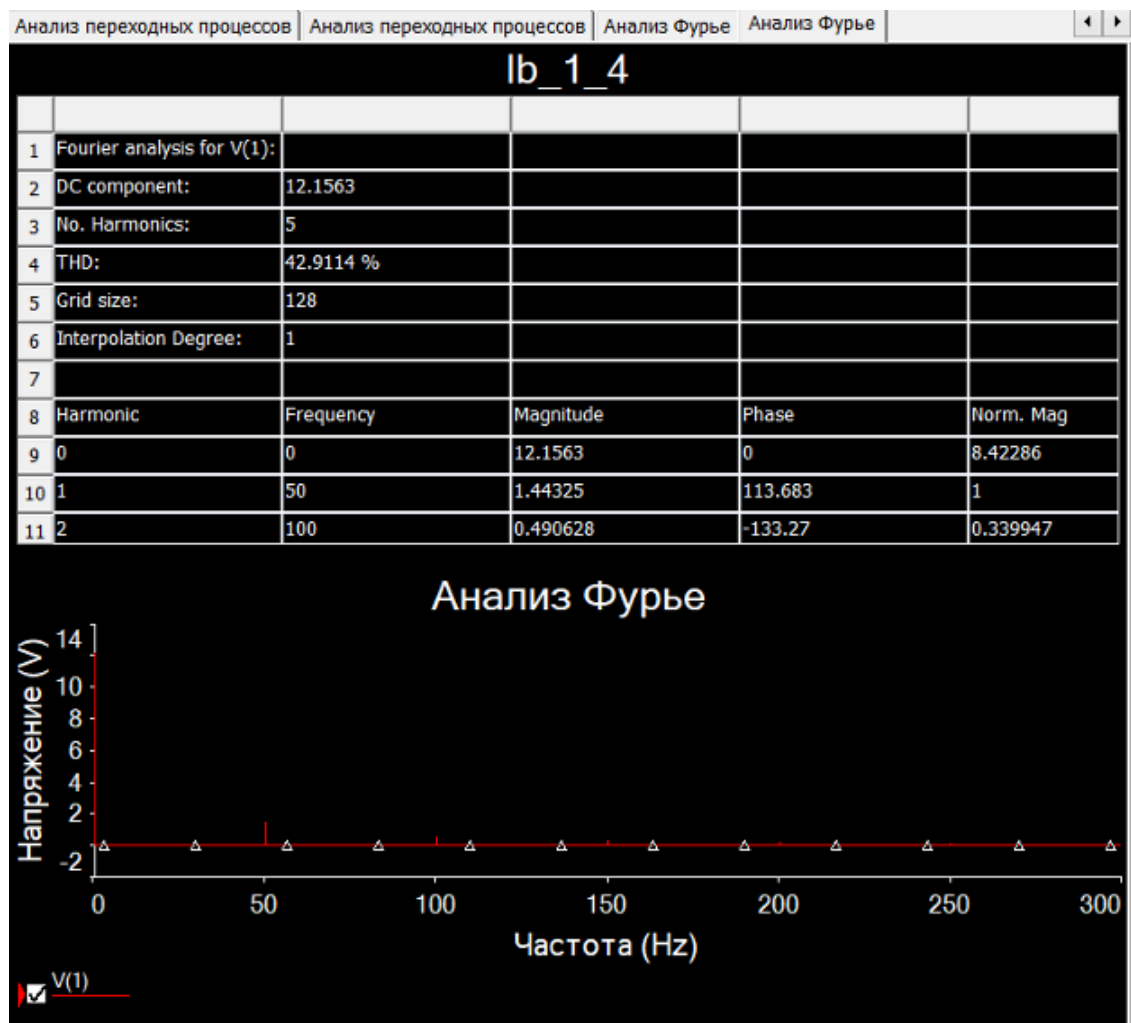 Анализ переходных процессов Анализ переходных процессов Анализ Фурье Анализ Фурье
lb_1_4
1 Fourier analysis for V(1):
2 DC component: 12.1563
3 No. Harmonics: 5
4 THD: 42.9114 %
5 Grid size: 128
6 Interpolation Degree: 1
7
8 Harmonic Frequency Magnitude Phase Norm. Mag
9 0 0 12.1563 0 8.42286
10 1 50 1.44325 113.683 1
11 2 100 0.490628 -133.27 0.339947
Анализ Фурье
Напряжение (V)
14
10
8
6
4
2
-2
0 50 100 150 200 250 300
Частота (Hz)
V(1)